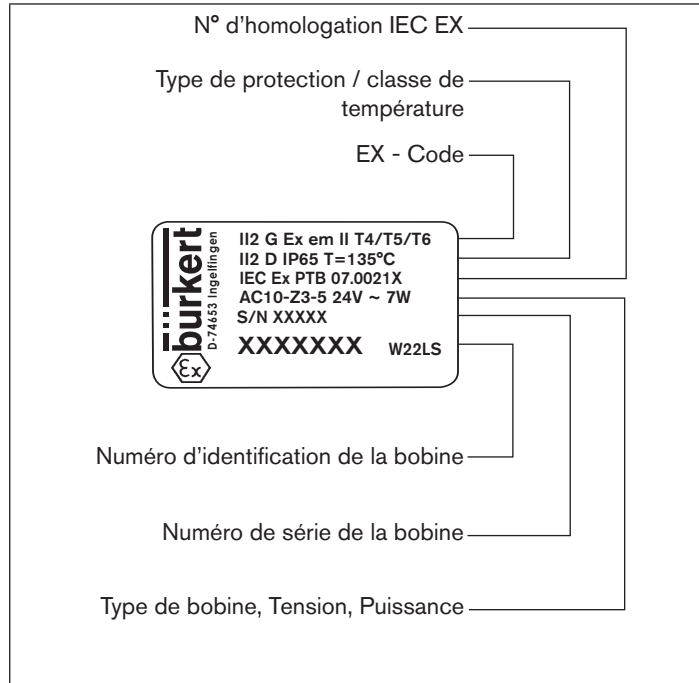 N° d'homologation IEC EX
Type de protection / classe de
température
EX - Code
burkert
D-74653 Ingelfingen
II2 G Ex em II T4/T5/T6
II2 D IP65 T=135°C
IEC Ex PTB 07.0021X
AC10-Z3-5 24V ~ 7W
S/N XXXXX
XXXXXXX W22LS
Ex
Numéro d'identification de la bobine
Numéro de série de la bobine
Type de bobine, Tension, Puissance